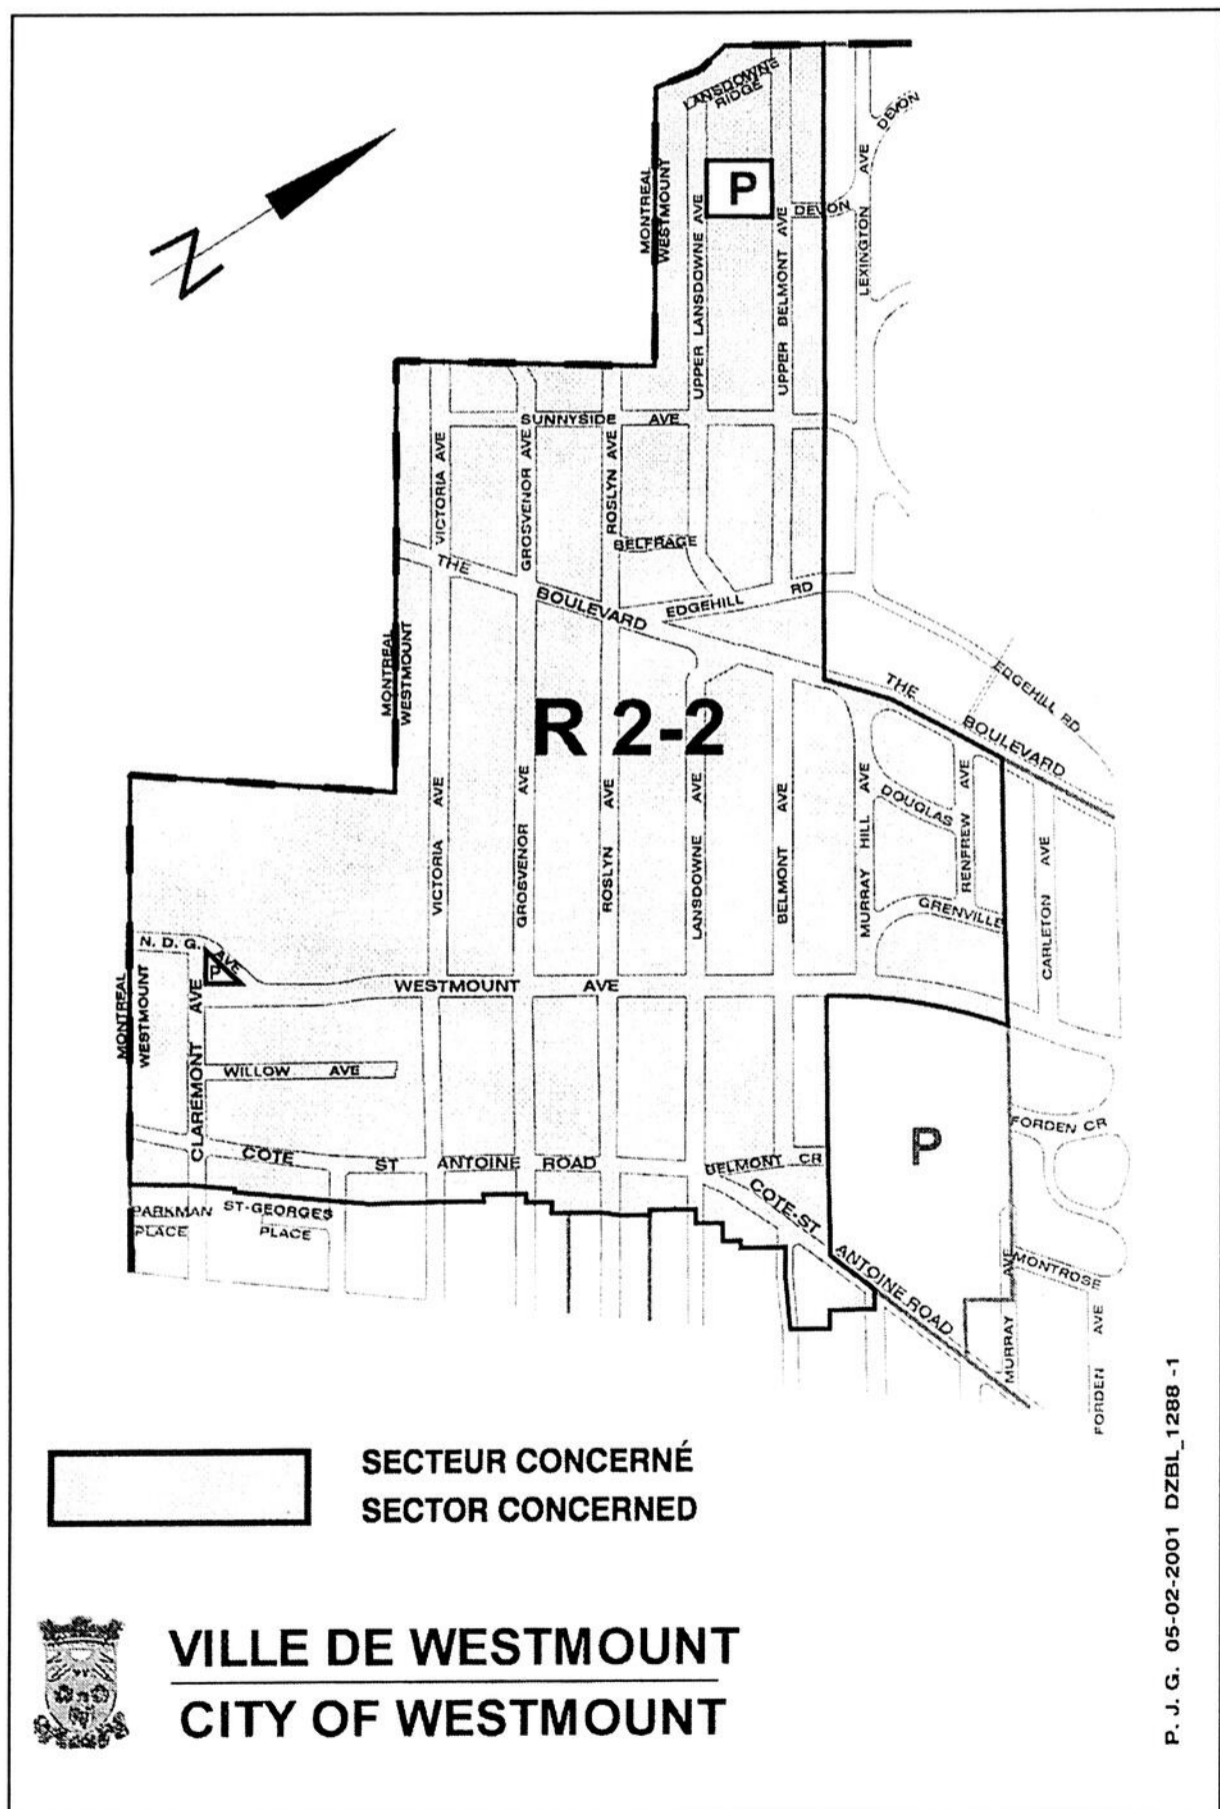 LANSDOWNE
RIDGE
DEVON
MONTREAL
WESTMOUNT
P
UPPER LANSDOWNE AVE
UPPER BELMONT AVE
DEVON
LEXINGTON AVE
N
SUNNYSIDE AVE
VICTORIA AVE
GROSVENOR AVE
ROSLYN AVE
BELFRAGE
THE BOULEVARD
EDGEHILL RD
MONTREAL
WESTMOUNT
EDGEHILL RD
THE BOULEVARD
R 2-2
VICTORIA AVE
GROSVENOR AVE
ROSLYN AVE
LANSDOWNE AVE
BELMONT AVE
MURRAY HILL AVE
DOUGLAS
RENFREW AVE
GRENVILLE
CARLETON AVE
N. D. G. AVE
P
MONTREAL
WESTMOUNT
CLAREMONT AVE
WESTMOUNT AVE
WILLOW AVE
COTE ST ANTOINE ROAD
BELMONT CR
P
FORDEN CR
COTE-ST ANTOINE ROAD
PARKMAN
PLACE
ST-GEORGES
PLACE
MONTROSE
MURRAY AVE
FORDEN AVE
SECTEUR CONCERNÉ
SECTOR CONCERNED
VILLE DE WESTMOUNT
CITY OF WESTMOUNT
P. J. G. 05-02-2001 DZBL_1288 -1